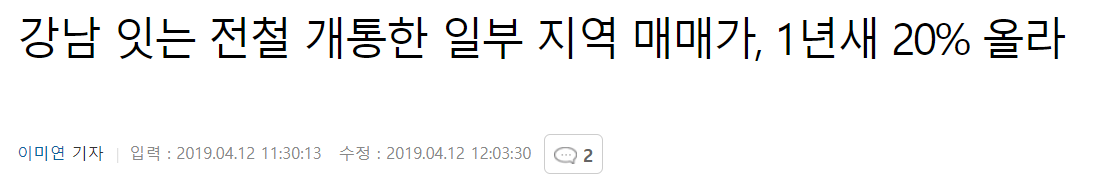 강남 잇는 전철 개통한 일부 지역 매매가, 1년새 20% 올라
이미연 기자 | 입력 : 2019.04.12 11:30:13 수정 : 2019.04.12 12:03:30 2